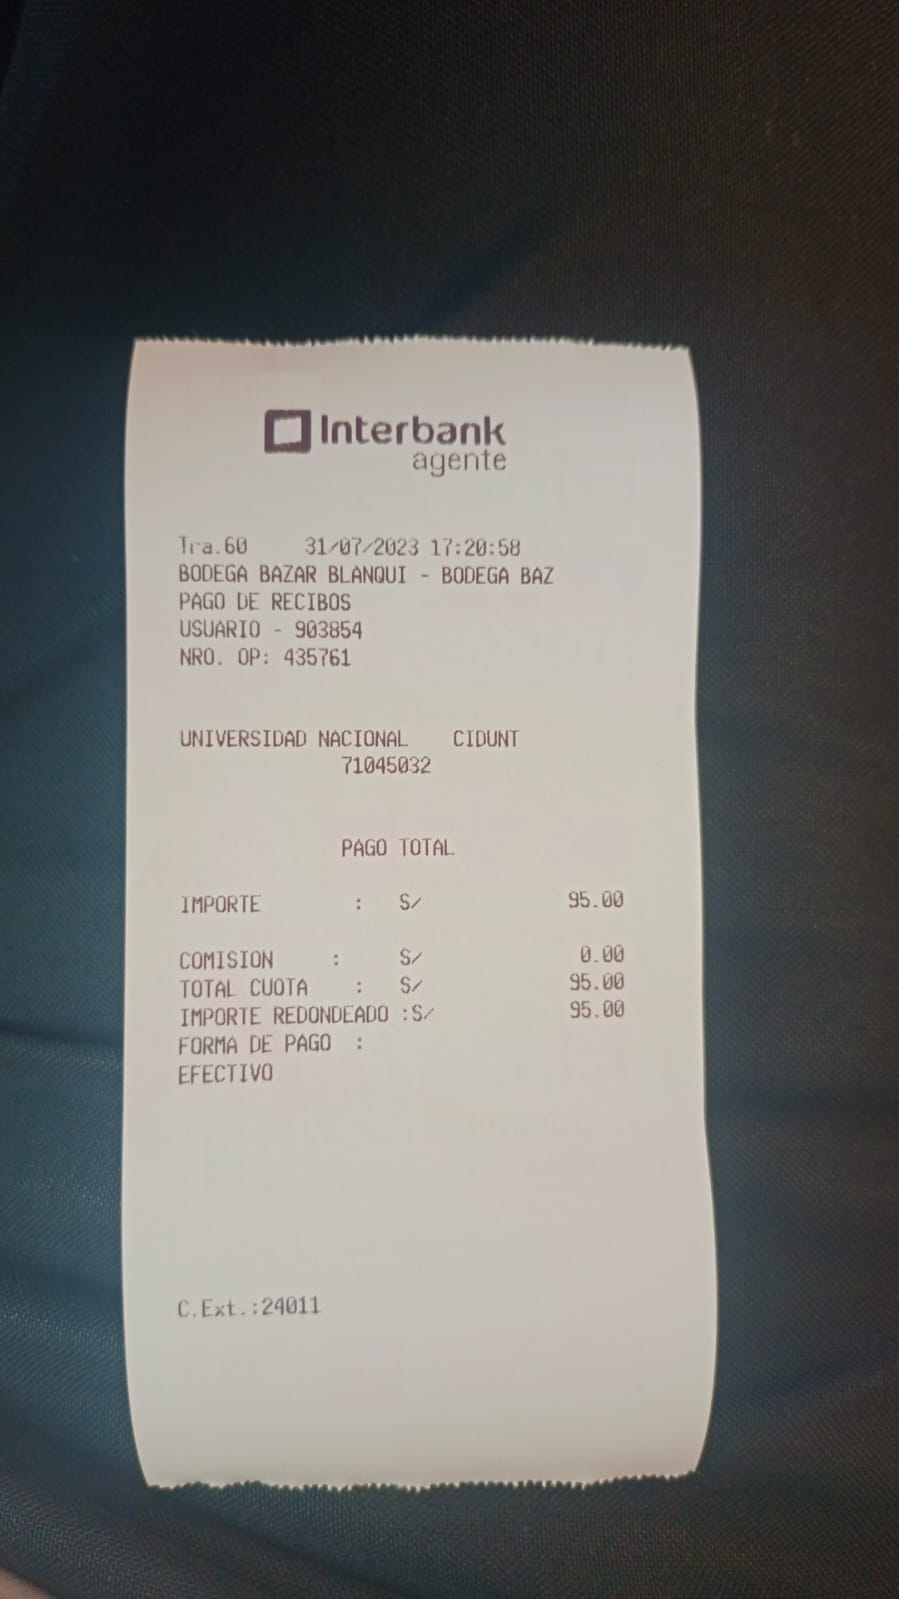 Interbank
agente
Tra.60 31/07/2023 17:20:58
BODEGA BAZAR BLANQUI - BODEGA BAZ
PAGO DE RECIBOS
USUARIO - 903854
NRO. OP: 435761
UNIVERSIDAD NACIONAL CIDUNT
71045032
PAGO TOTAL
IMPORTE : S/ 95.00
COMISION : S/ 0.00
TOTAL CUOTA : S/ 95.00
IMPORTE REDONDEADO :S/ 95.00
FORMA DE PAGO :
EFECTIVO
C.Ext.:24011